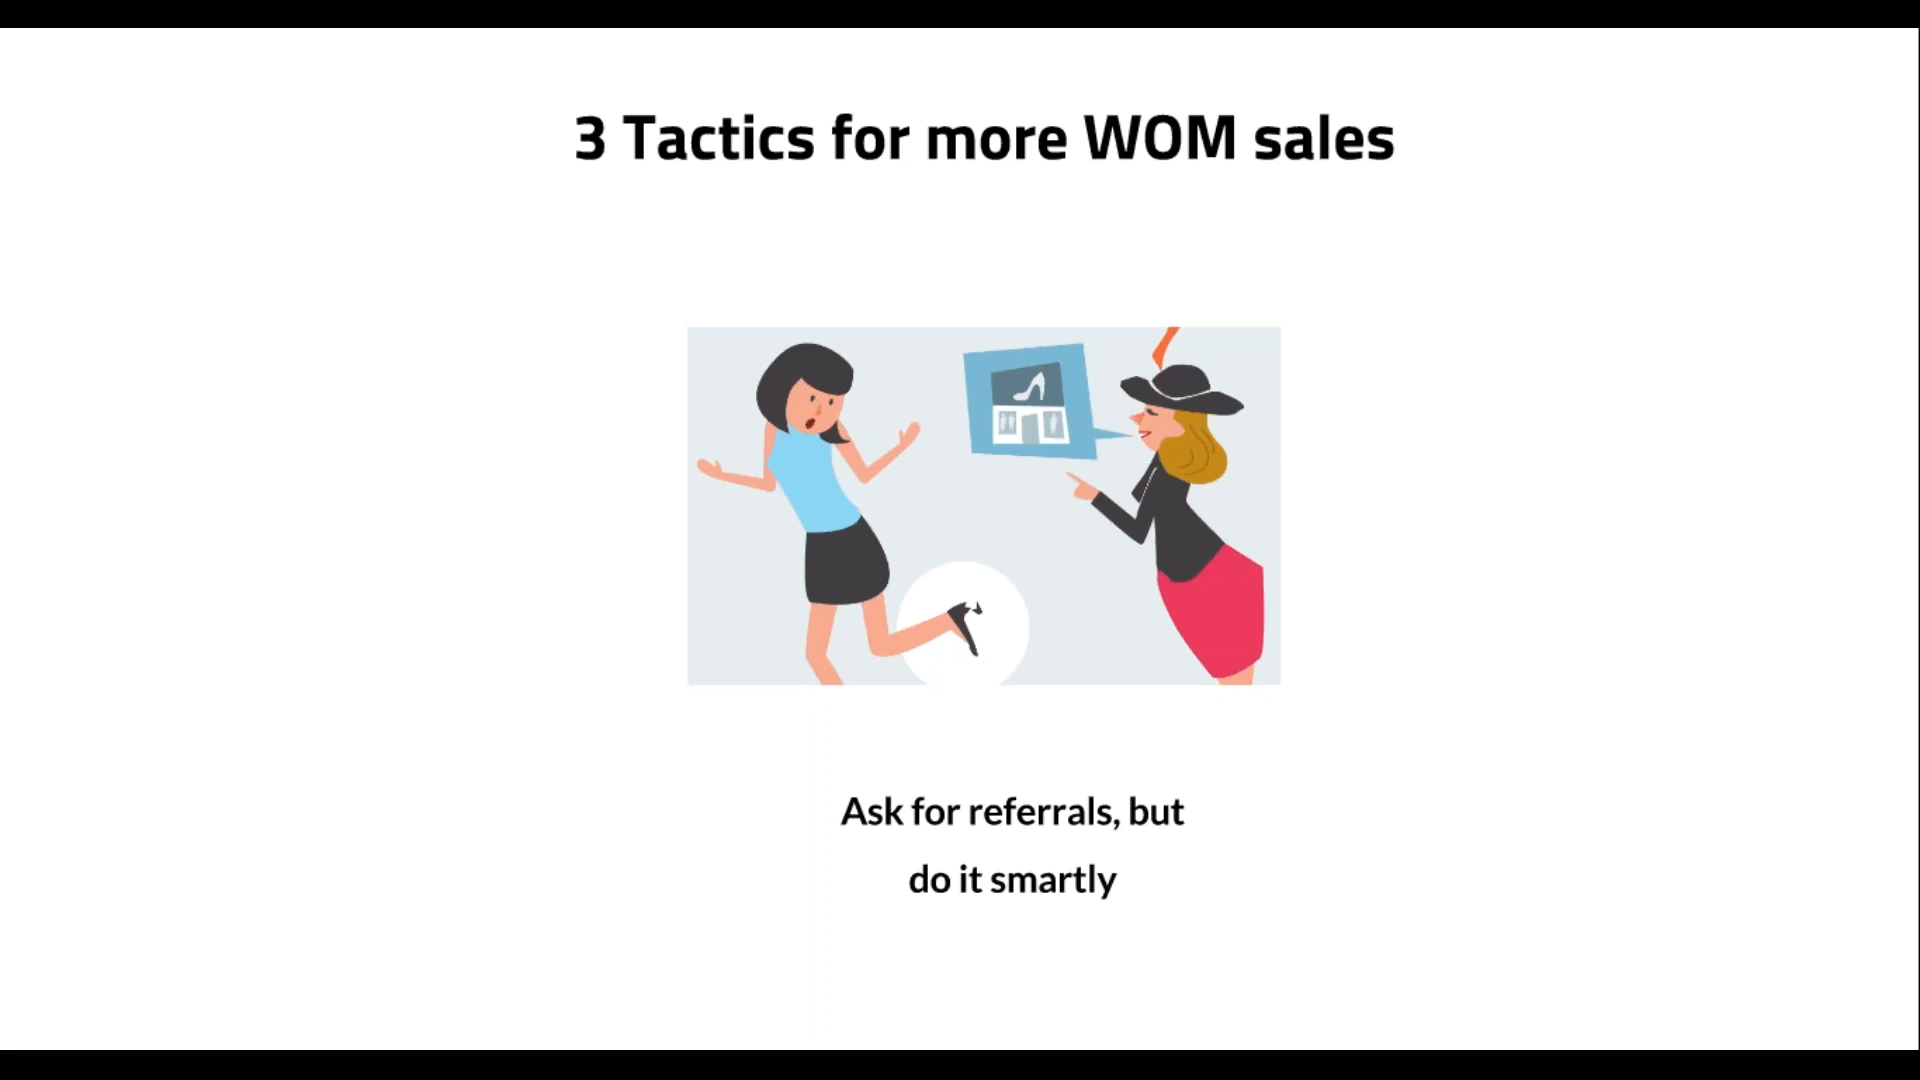 3 Tactics for more WOM sales
Ask for referrals, but
do it smartly